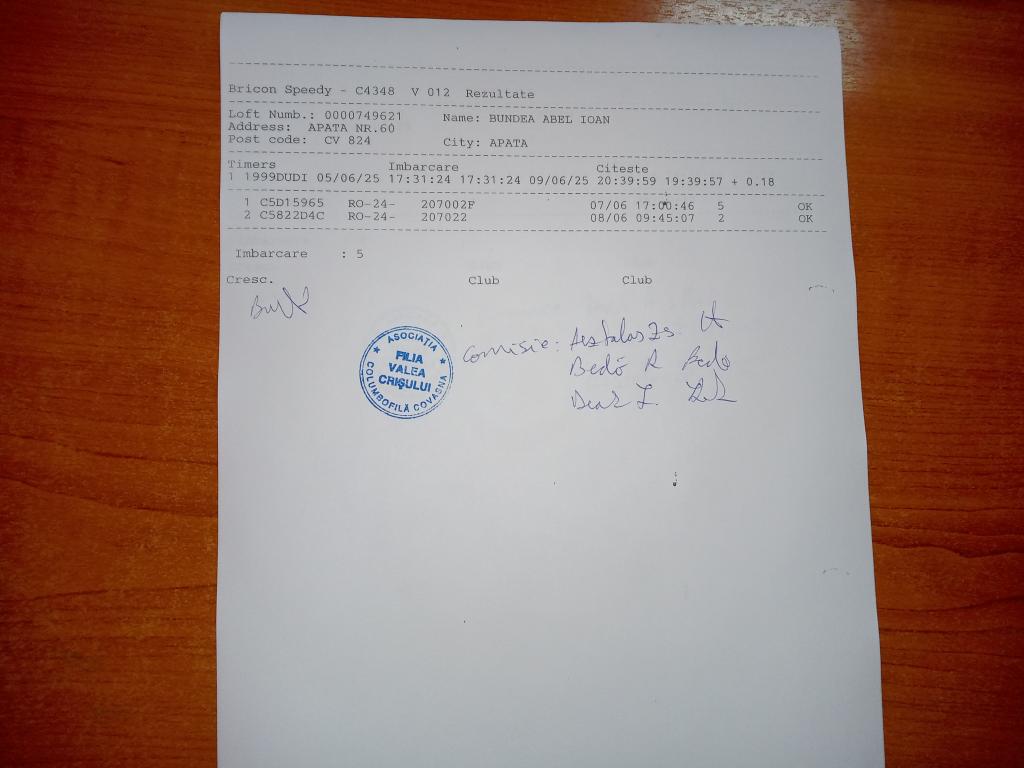 Bricon Speedy - C4348 V 012 Rezultate
Loft Numb.: 0000749621 Name: BUNDEA ABEL IOAN
Address: APATA NR.60
Post code: CV 824 City: APATA
Timers Imbarcare Citeste
1 1999DUDI 05/06/25 17:31:24 17:31:24 09/06/25 20:39:59 19:39:57 + 0.18
1 C5D15965 RO-24- 207002F 07/06 17:00:46 5 OK
2 C5822D4C RO-24- 207022 08/06 09:45:07 2 OK
Imbarcare : 5
Cresc. Club Club
ASOCIAȚIA
FILIA
VALEA
CRIȘULUI
COLUMBOFILĂ COVASNA
Comisie:
Bedő R Bedő